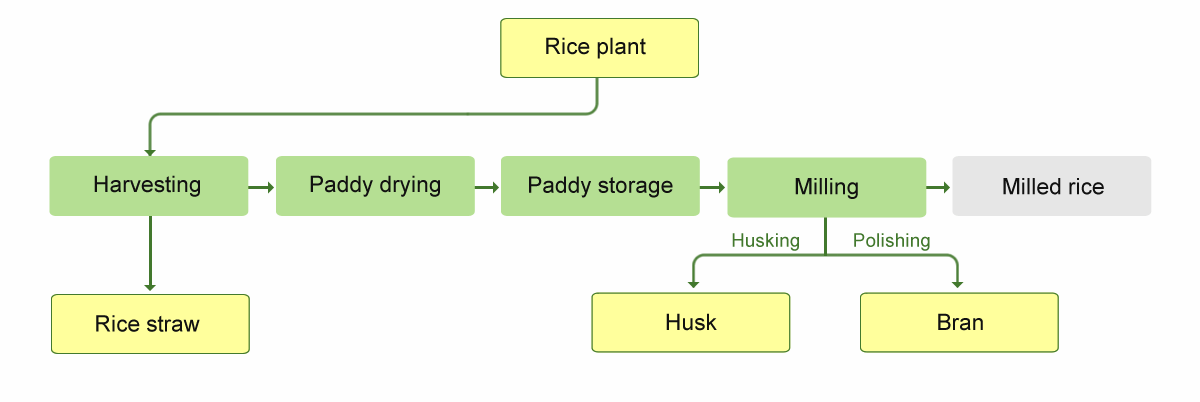 Rice plant
Harvesting
Paddy drying
Paddy storage
Milling
Milled rice
Husking
Polishing
Rice straw
Husk
Bran